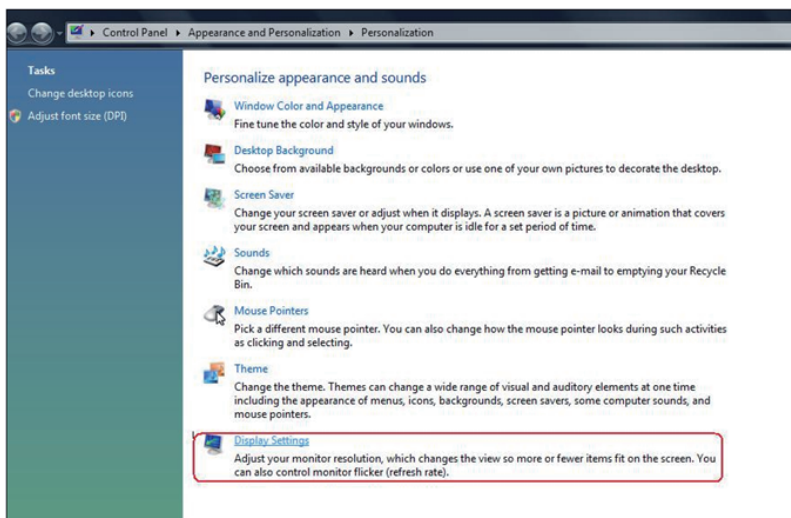 Control Panel ▸ Appearance and Personalization ▸ Personalization
Tasks
Change desktop icons
Adjust font size (DPI)
Personalize appearance and sounds
Window Color and Appearance
Fine tune the color and style of your windows.
Desktop Background
Choose from available backgrounds or colors or use one of your own pictures to decorate the desktop.
Screen Saver
Change your screen saver or adjust when it displays. A screen saver is a picture or animation that covers
your screen and appears when your computer is idle for a set period of time.
Sounds
Change which sounds are heard when you do everything from getting e-mail to emptying your Recycle
Bin.
Mouse Pointers
Pick a different mouse pointer. You can also change how the mouse pointer looks during such activities
as clicking and selecting.
Theme
Change the theme. Themes can change a wide range of visual and auditory elements at one time
including the appearance of menus, icons, backgrounds, screen savers, some computer sounds, and
mouse pointers.
Display Settings
Adjust your monitor resolution, which changes the view so more or fewer items fit on the screen. You
can also control monitor flicker (refresh rate).